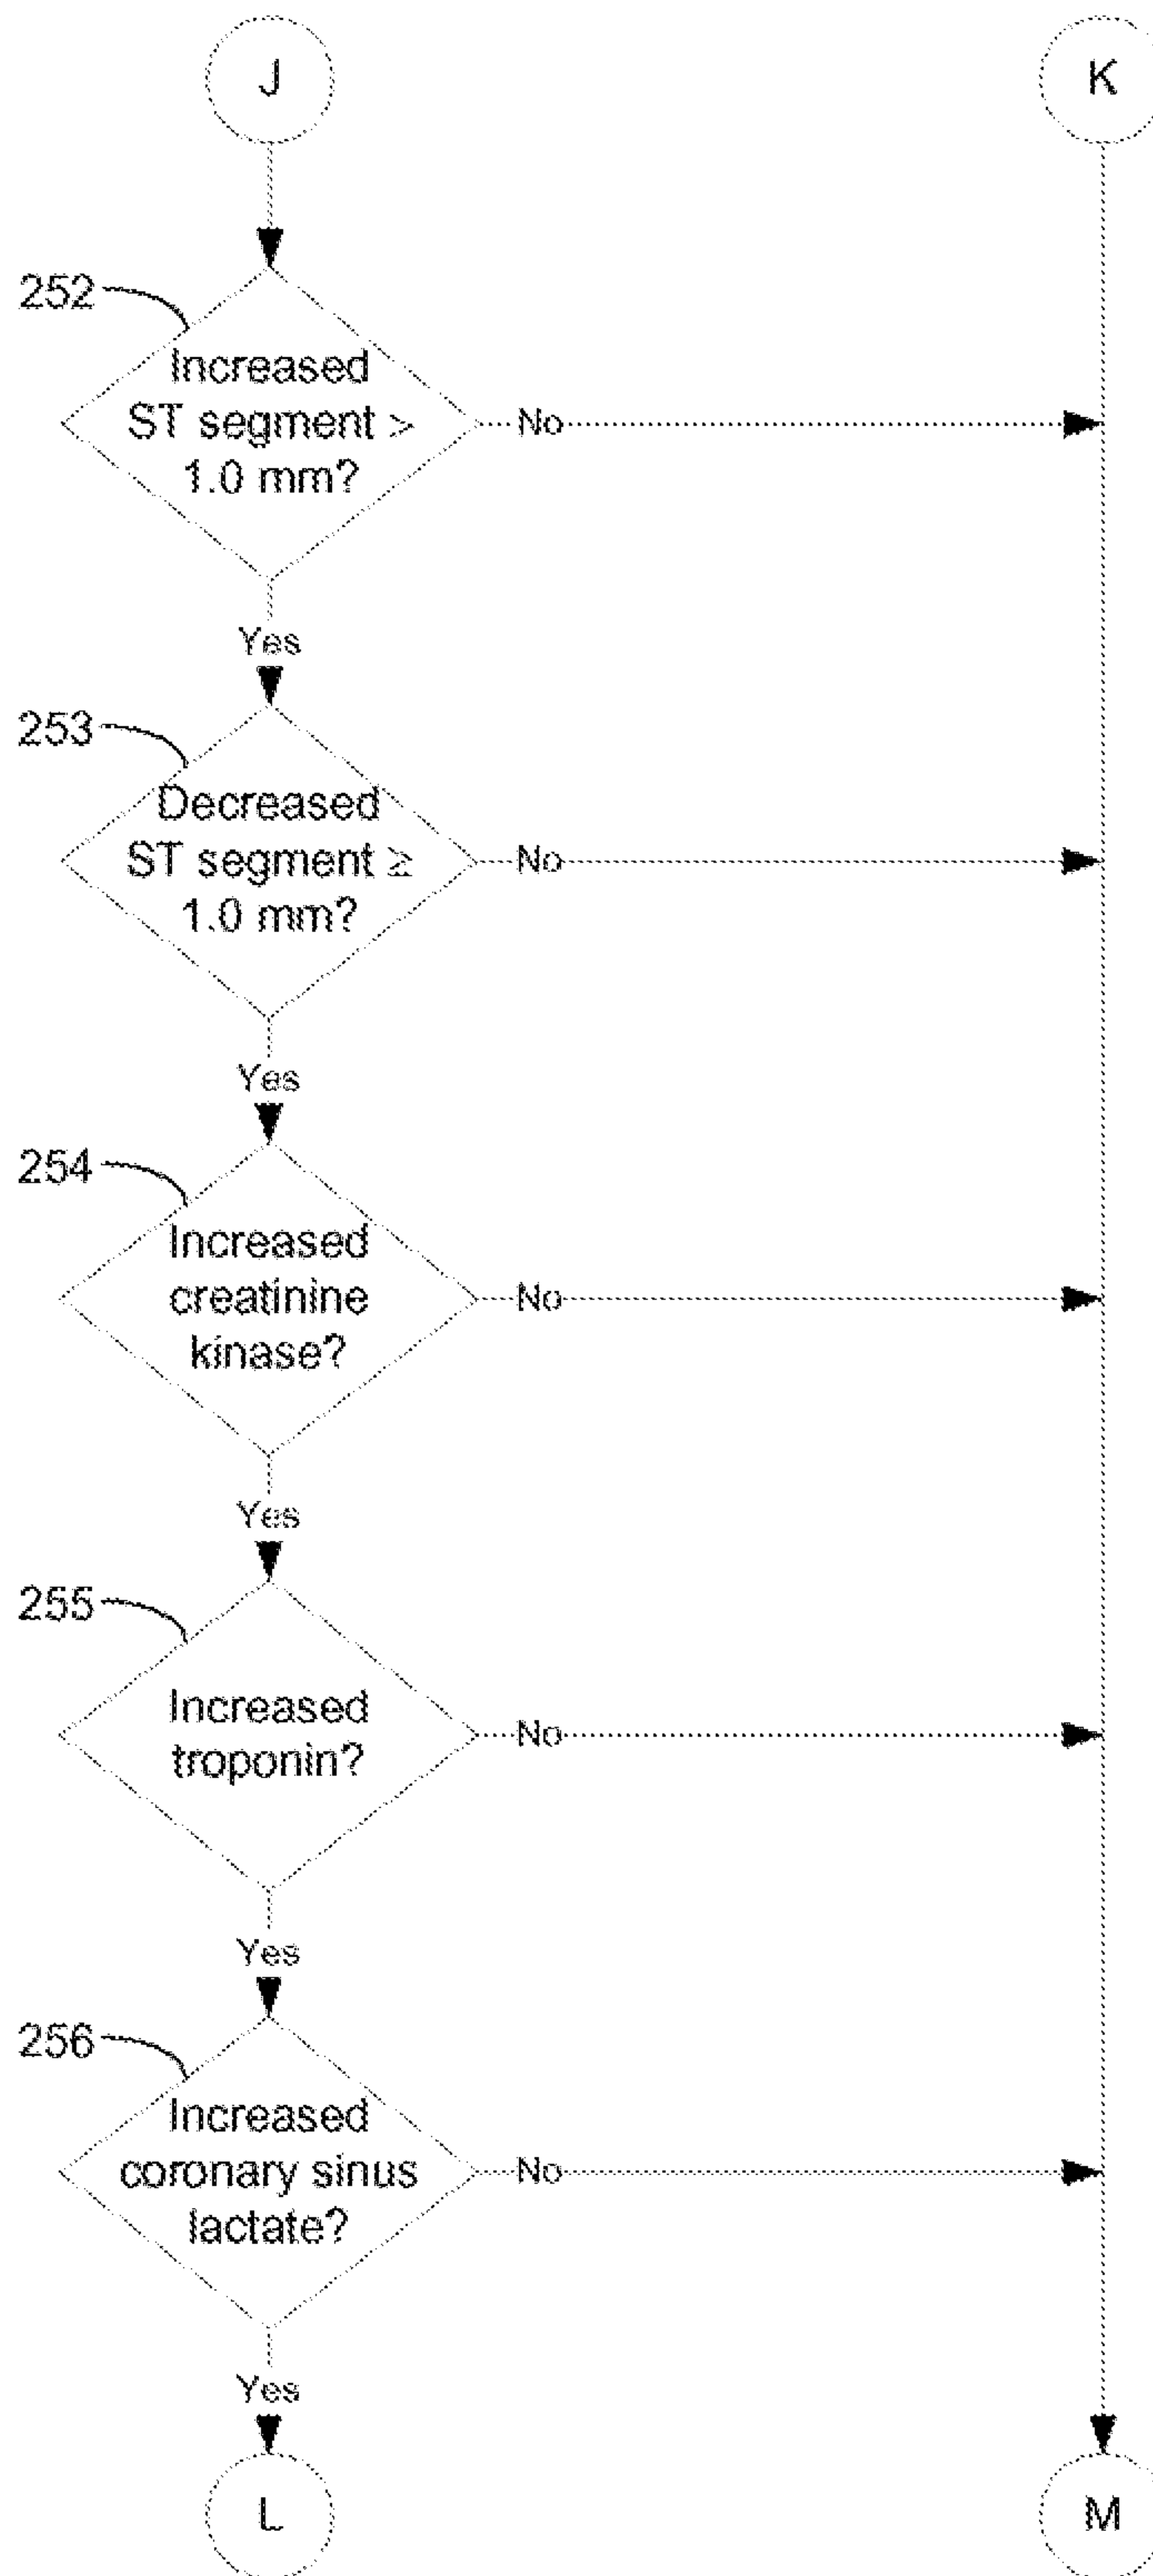 J
K
252
Increased
ST segment >
1.0 mm?
No
Yes
253
Decreased
ST segment ≥
1.0 mm?
No
Yes
254
Increased
creatinine
kinase?
No
Yes
255
Increased
troponin?
No
Yes
256
Increased
coronary sinus
lactate?
No
Yes
L
M